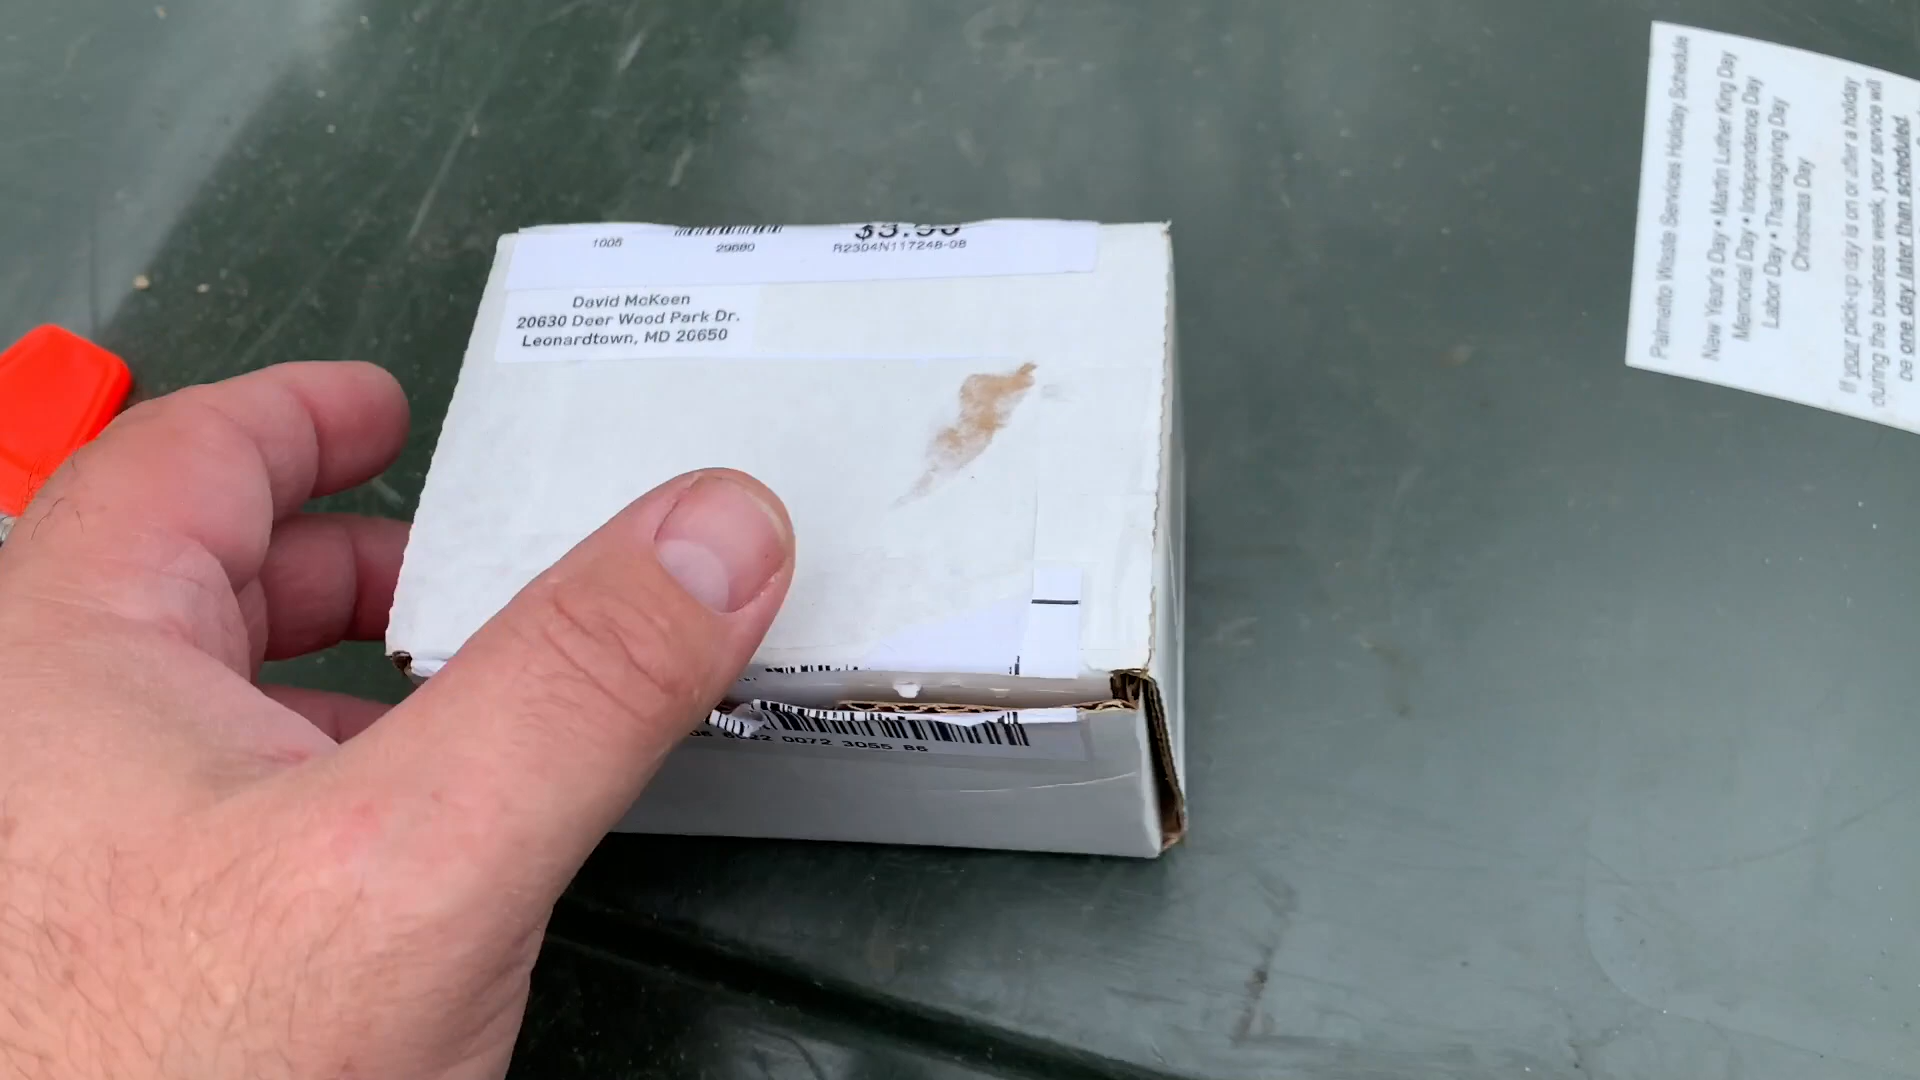 $3.90
1005 29680 R2304N117248-08
David McKeen
20630 Deer Wood Park Dr.
Leonardtown, MD 20650
0072 3055 86
Palmetto Waste Services Holiday Schedule
New Year's Day • Martin Luther King Day
Memorial Day • Independence Day
Labor Day • Thanksgiving Day
Christmas Day
If your pick-up day is on or after a holiday
during the business week, your service will
be one day later than scheduled.